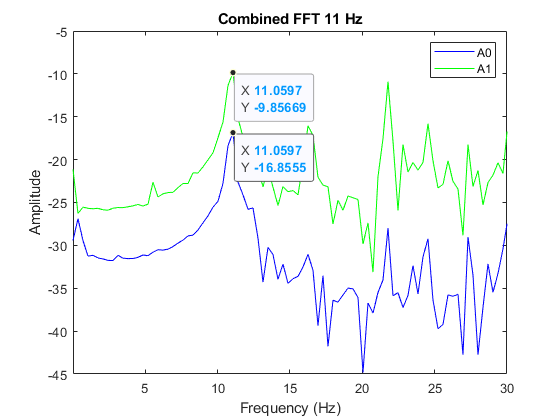 Combined FFT 11 Hz
-5
-10
-15
-20
-25
-30
-35
-40
-45
Amplitude
A0
A1
X 11.0597
Y -9.85669
X 11.0597
Y -16.8555
5
10
15
20
25
30
Frequency (Hz)